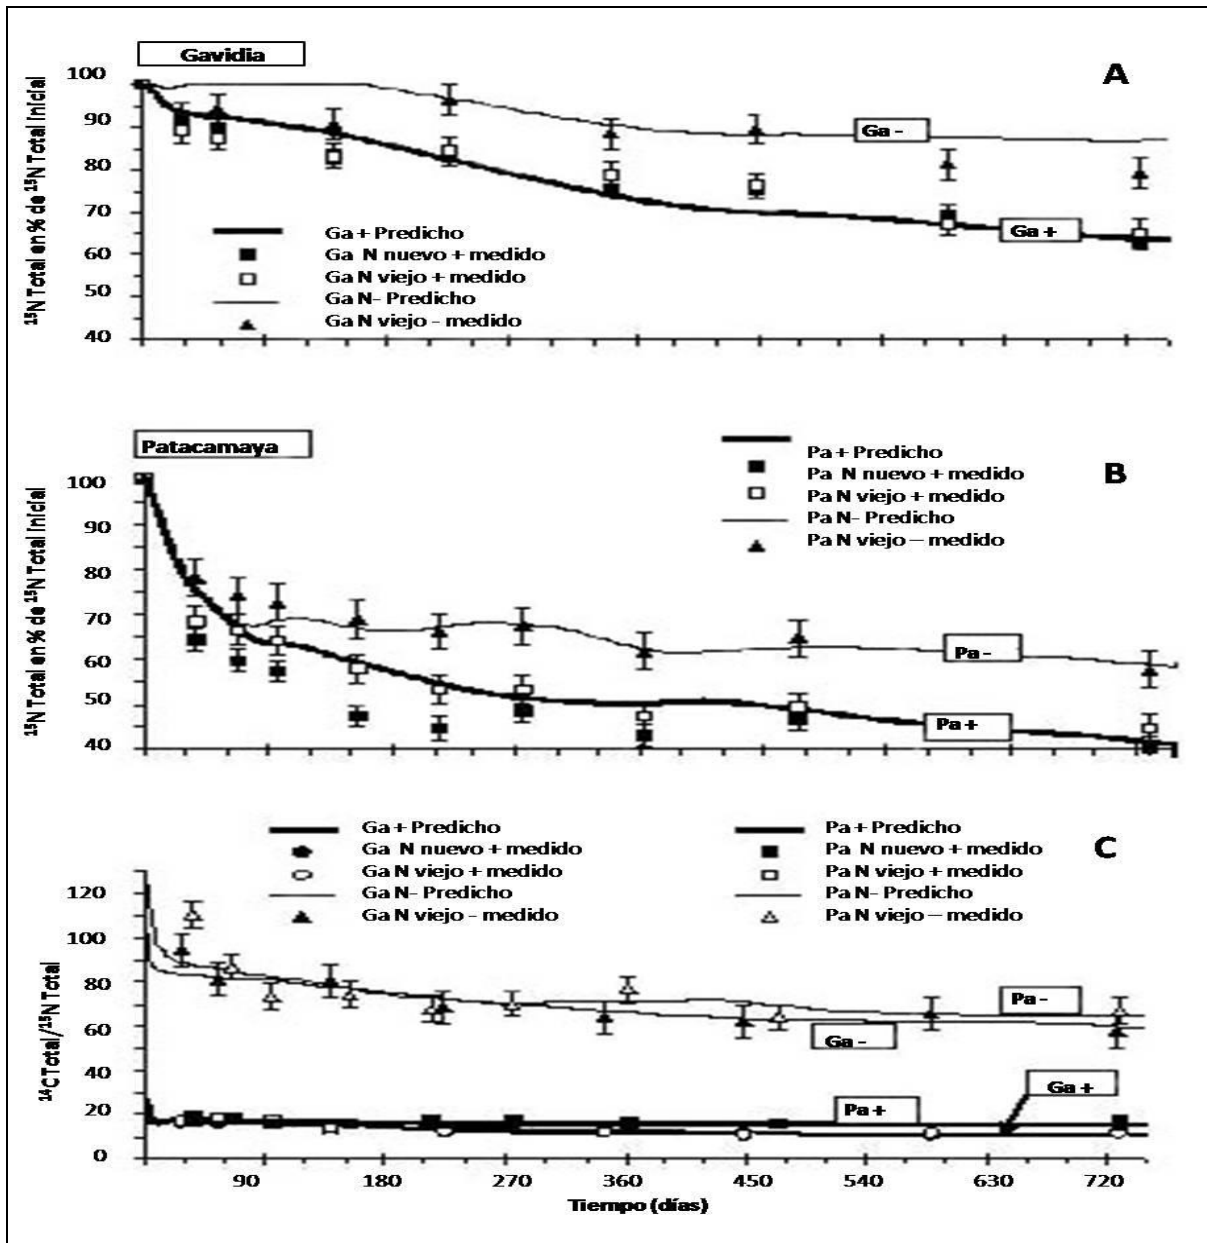 Gavidia
A
¹⁵N Total en % de ¹⁵N Total Inicial
100
90
80
70
60
50
40
Ga -
Ga +
Ga + Predicho
Ga N nuevo + medido
Ga N viejo + medido
Ga N- Predicho
Ga N viejo - medido
Patacamaya
B
¹⁵N Total en % de ¹⁵N Total Inicial
100
90
80
70
60
50
40
Pa + Predicho
Pa N nuevo + medido
Pa N viejo + medido
Pa N- Predicho
Pa N viejo – medido
Pa -
Pa +
Ga + Predicho
Ga N nuevo + medido
Ga N viejo + medido
Ga N- Predicho
Ga N viejo - medido
Pa + Predicho
Pa N nuevo + medido
Pa N viejo + medido
Pa N- Predicho
Pa N viejo – medido
C
¹⁴C Total/¹⁵N Total
120
100
80
60
40
20
0
Pa -
Ga -
Ga +
Pa +
90 180 270 360 450 540 630 720
Tiempo (días)